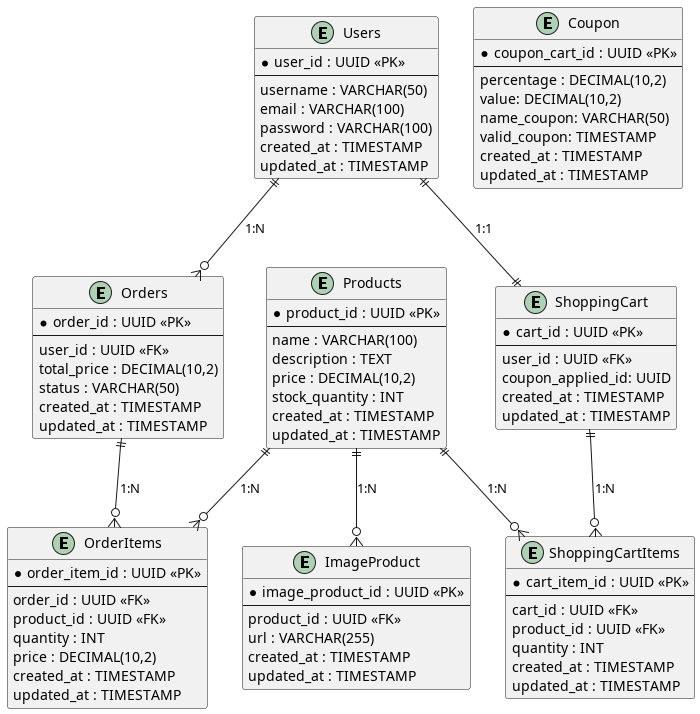 E Users
* user_id : UUID «PK»
username : VARCHAR(50)
email : VARCHAR(100)
password : VARCHAR(100)
created_at : TIMESTAMP
updated_at : TIMESTAMP
E Coupon
* coupon_cart_id : UUID «PK»
percentage : DECIMAL(10,2)
value: DECIMAL(10,2)
name_coupon: VARCHAR(50)
valid_coupon: TIMESTAMP
created_at : TIMESTAMP
updated_at : TIMESTAMP
1:N
1:1
E Orders
* order_id : UUID «PK»
user_id : UUID «FK»
total_price : DECIMAL(10,2)
status : VARCHAR(50)
created_at : TIMESTAMP
updated_at : TIMESTAMP
E Products
* product_id : UUID «PK»
name : VARCHAR(100)
description : TEXT
price : DECIMAL(10,2)
stock_quantity : INT
created_at : TIMESTAMP
updated_at : TIMESTAMP
E ShoppingCart
* cart_id : UUID «PK»
user_id : UUID «FK»
coupon_applied_id: UUID
created_at : TIMESTAMP
updated_at : TIMESTAMP
1:N
1:N
1:N
1:N
1:N
E OrderItems
* order_item_id : UUID «PK»
order_id : UUID «FK»
product_id : UUID «FK»
quantity : INT
price : DECIMAL(10,2)
created_at : TIMESTAMP
updated_at : TIMESTAMP
E ImageProduct
* image_product_id : UUID «PK»
product_id : UUID «FK»
url : VARCHAR(255)
created_at : TIMESTAMP
updated_at : TIMESTAMP
E ShoppingCartItems
* cart_item_id : UUID «PK»
cart_id : UUID «FK»
product_id : UUID «FK»
quantity : INT
created_at : TIMESTAMP
updated_at : TIMESTAMP